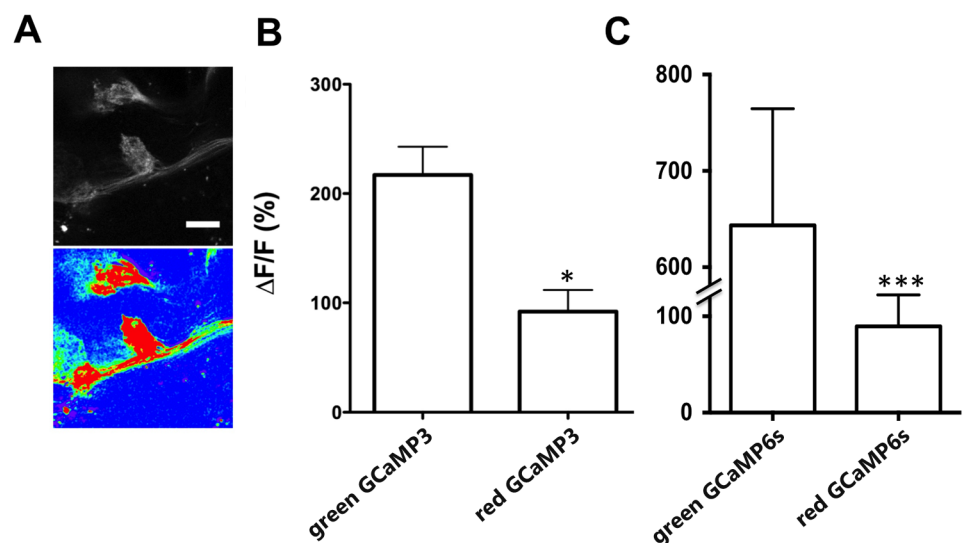 A
B
C
ΔF/F (%)
300
200
100
0
*
green GCaMP3
red GCaMP3
800
700
600
100
0
***
green GCaMP6s
red GCaMP6s